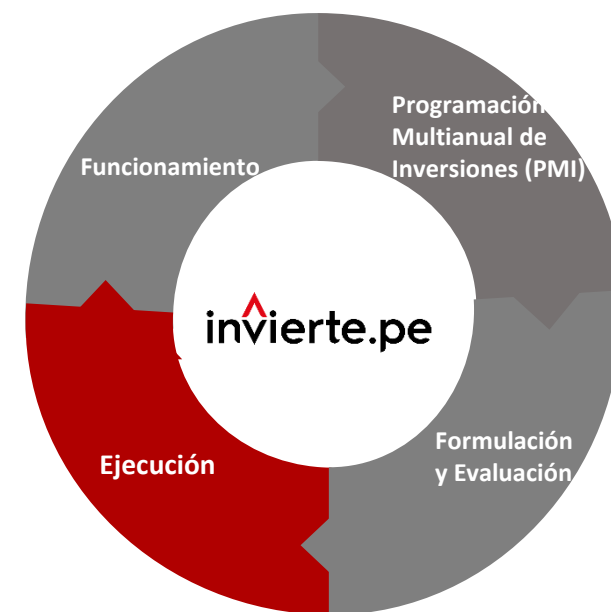 Programación
Multianual de
Inversiones (PMI)
Funcionamiento
invierte.pe
Formulación
y Evaluación
Ejecución